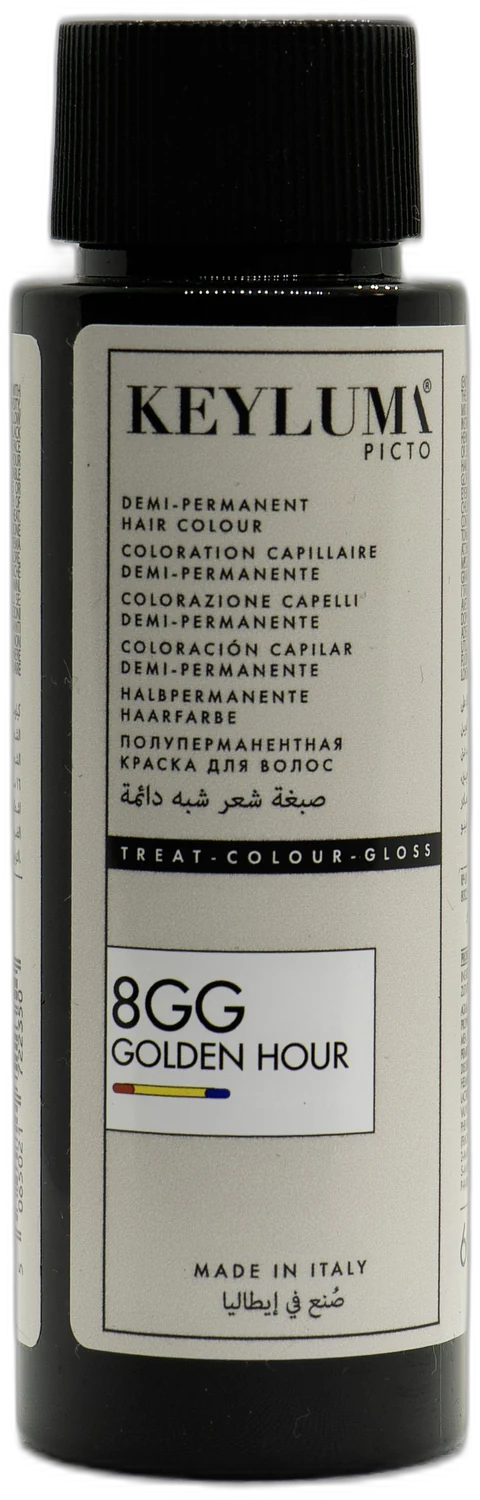 KEYLUMA®
PICTO
DEMI-PERMANENT
HAIR COLOUR
COLORATION CAPILLAIRE
DEMI-PERMANENTE
COLORAZIONE CAPELLI
DEMI-PERMANENTE
COLORACIÓN CAPILAR
DEMI-PERMANENTE
HALBPERMANENTE
HAARFARBE
ПОЛУПЕРМАНЕНТНАЯ
КРАСКА ДЛЯ ВОЛОС
صبغة شعر شبه دائمة
TREAT-COLOUR-GLOSS
8GG
GOLDEN HOUR
MADE IN ITALY
صُنع في إيطاليا